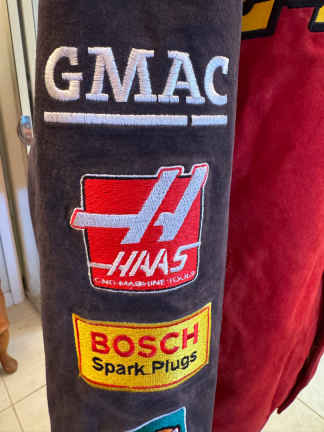 GMAC
HAAS
CNC MACHINE TOOLS
BOSCH
Spark Plugs